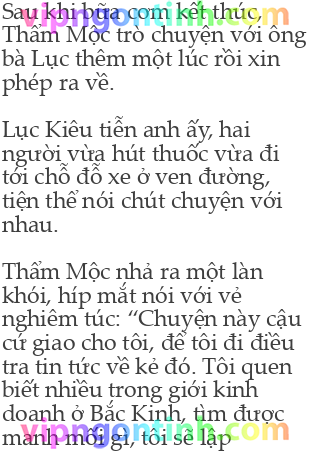 Sau khi bữa cơm kết thúc,
vipngontinh.com
Thẩm Mộc trò chuyện với ông
bà Lục thêm một lúc rồi xin
phép ra về.
Lục Kiêu tiễn anh ấy, hai
người vừa hút thuốc vừa đi
tới chỗ đỗ xe ở ven đường,
tiện thể nói chút chuyện với
nhau.
Thẩm Mộc nhả ra một làn
khói, híp mắt nói với vẻ
nghiêm túc: “Chuyện này cậu
cứ giao cho tôi, để tôi đi điều
tra tin tức về kẻ đó. Tôi quen
biết nhiều trong giới kinh
doanh ở Bắc Kinh, tìm được
vipngontinh.com
manh mối gì, tôi sẽ lập